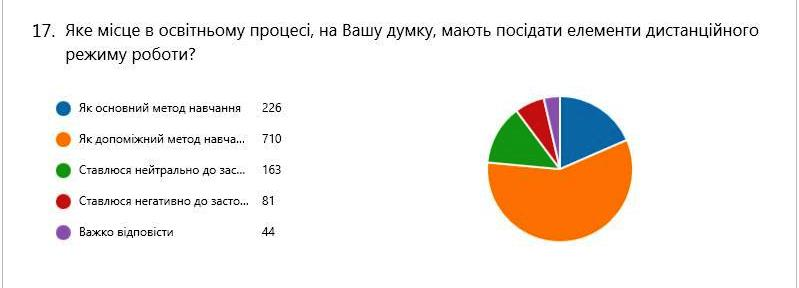 17. Яке місце в освітньому процесі, на Вашу думку, мають посідати елементи дистанційного
режиму роботи?
Як основний метод навчання 226
Як допоміжний метод навча... 710
Ставлюся нейтрально до зас... 163
Ставлюся негативно до засто... 81
Важко відповісти 44